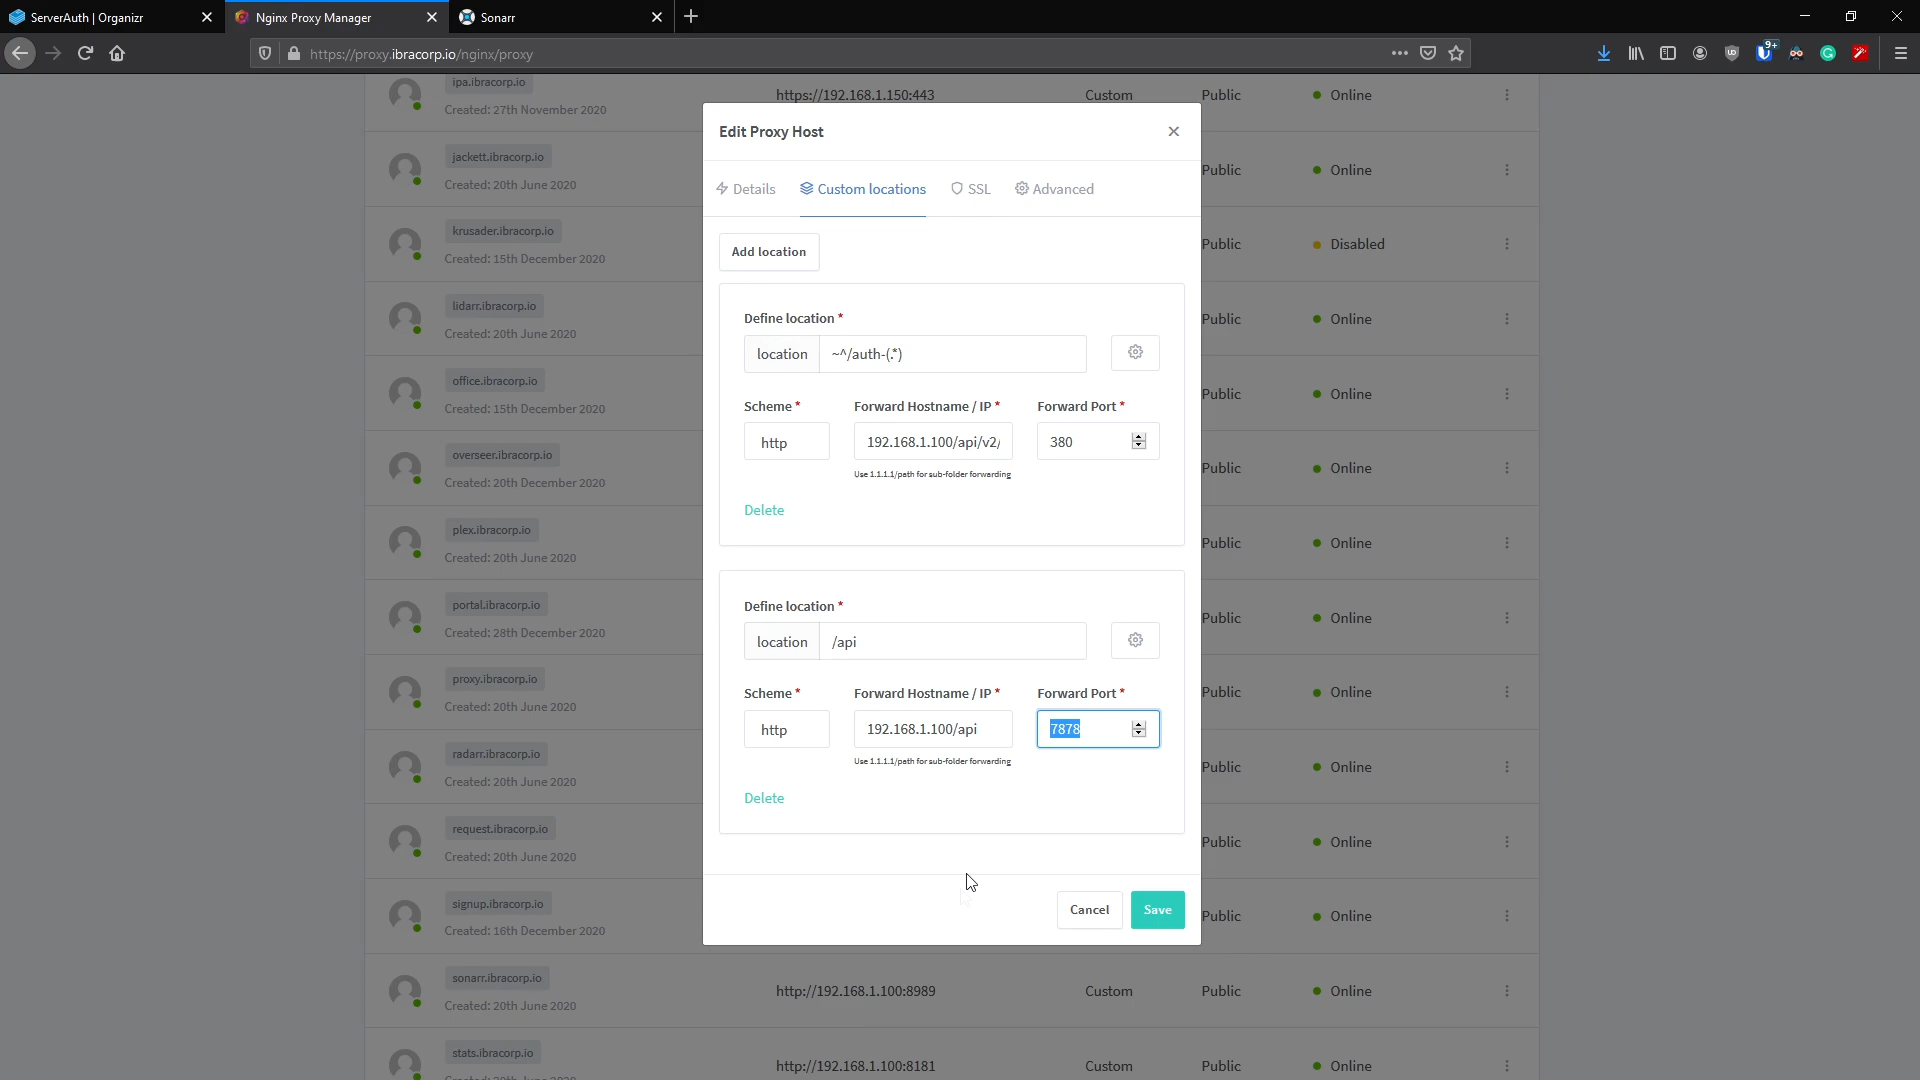 ServerAuth | Organizr
Nginx Proxy Manager
Sonarr
https://proxy.ibracorp.io/nginx/proxy
9+
ipa.ibracorp.io
Created: 27th November 2020
https://192.168.1.150:443
Custom
Public
Online
Edit Proxy Host
Details
Custom locations
SSL
Advanced
Add location
Define location *
location
~^/auth-(.*)
Scheme *
Forward Hostname / IP *
Forward Port *
http
192.168.1.100/api/v2/
380
Use 1.1.1.1/path for sub-folder forwarding
Delete
Define location *
location
/api
Scheme *
Forward Hostname / IP *
Forward Port *
http
192.168.1.100/api
7878
Use 1.1.1.1/path for sub-folder forwarding
Delete
Cancel
Save
jackett.ibracorp.io
Created: 20th June 2020
Public
Online
krusader.ibracorp.io
Created: 15th December 2020
Public
Disabled
lidarr.ibracorp.io
Created: 20th June 2020
Public
Online
office.ibracorp.io
Created: 15th December 2020
Public
Online
overseer.ibracorp.io
Created: 20th December 2020
Public
Online
plex.ibracorp.io
Created: 20th June 2020
Public
Online
portal.ibracorp.io
Created: 28th December 2020
Public
Online
proxy.ibracorp.io
Created: 20th June 2020
Public
Online
radarr.ibracorp.io
Created: 20th June 2020
Public
Online
request.ibracorp.io
Created: 20th June 2020
Public
Online
signup.ibracorp.io
Created: 16th December 2020
Public
Online
sonarr.ibracorp.io
Created: 20th June 2020
http://192.168.1.100:8989
Custom
Public
Online
stats.ibracorp.io
http://192.168.1.100:8181
Custom
Public
Online